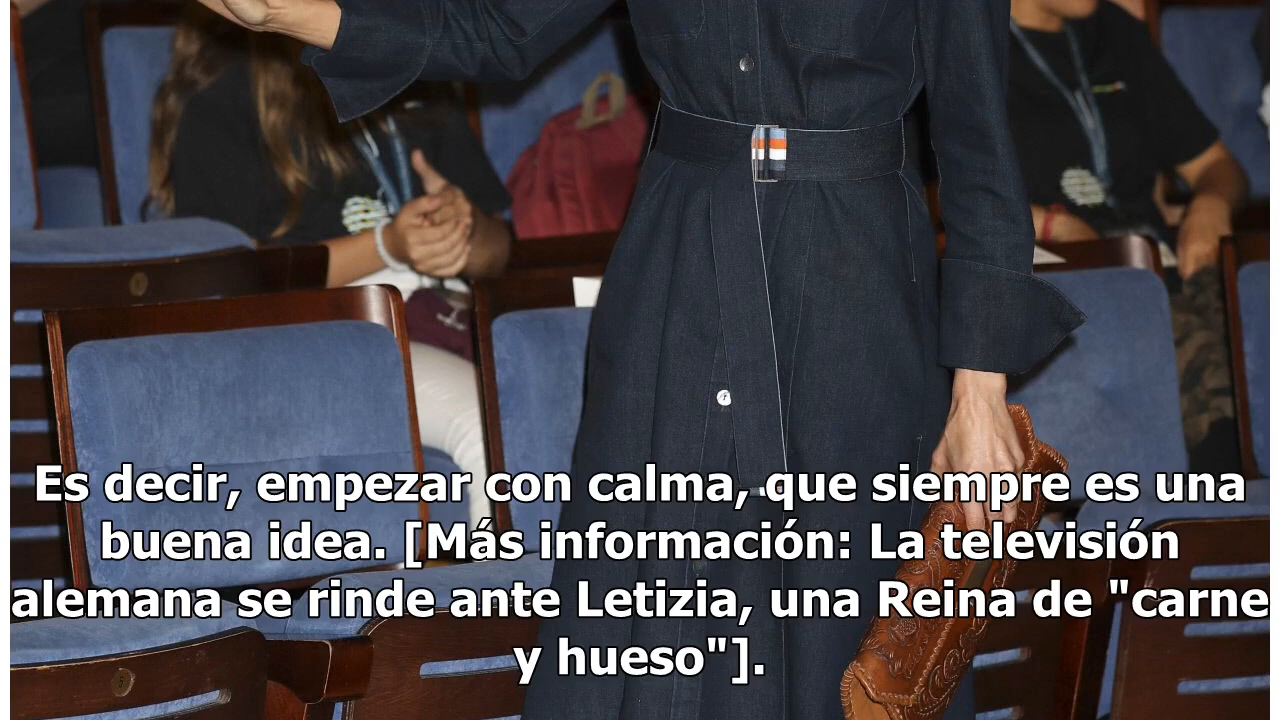 Es decir, empezar con calma, que siempre es una
buena idea. [Más información: La televisión
alemana se rinde ante Letizia, una Reina de "carne
y hueso"].